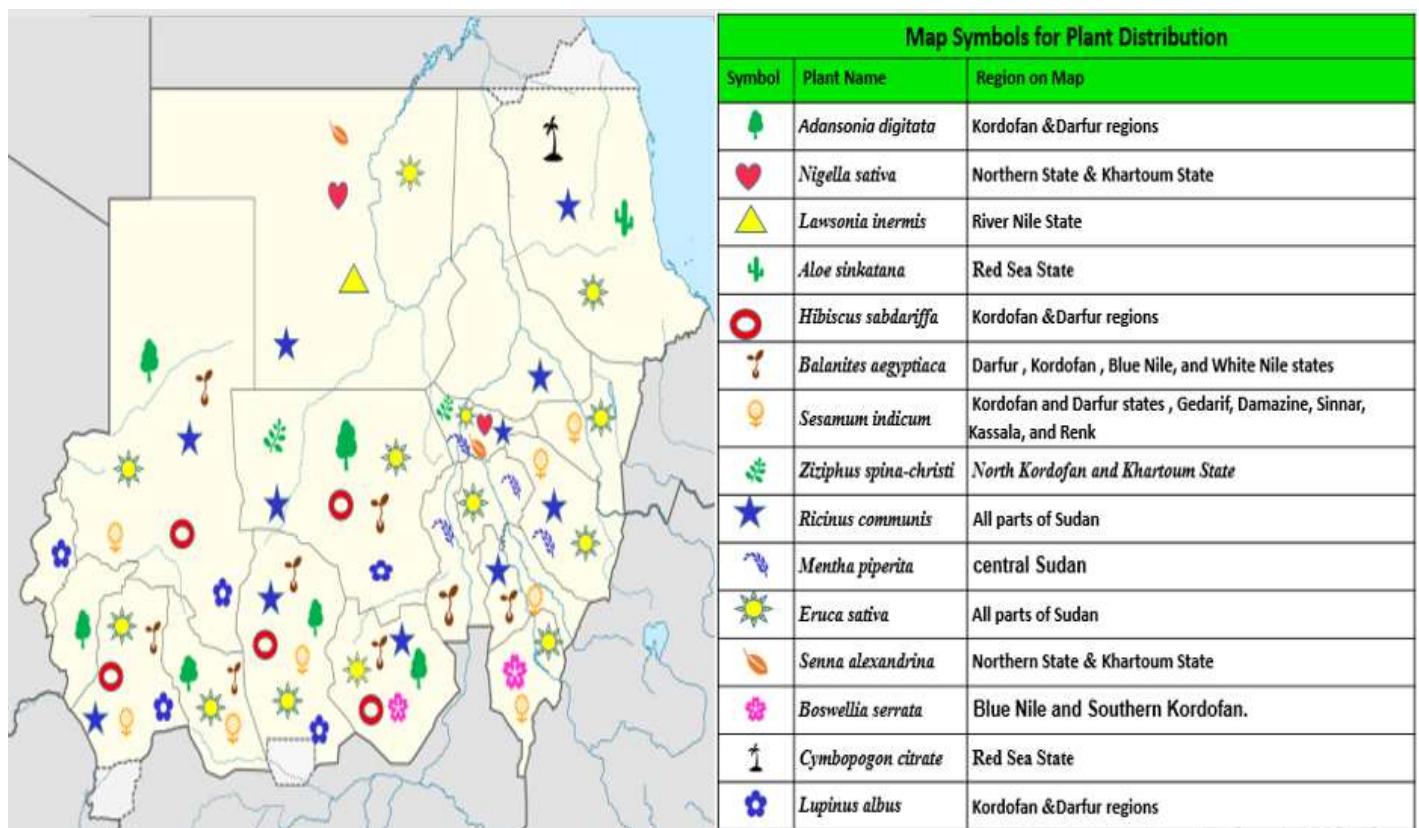 Map Symbols for Plant Distribution
Symbol Plant Name Region on Map
Adansonia digitata Kordofan &Darfur regions
Nigella sativa Northern State & Khartoum State
Lawsonia inermis River Nile State
Aloe sinkatana Red Sea State
Hibiscus sabdariffa Kordofan &Darfur regions
Balanites aegyptiaca Darfur , Kordofan , Blue Nile, and White Nile states
Sesamum indicum Kordofan and Darfur states , Gedarif, Damazine, Sinnar,
Kassala, and Renk
Ziziphus spina-christi North Kordofan and Khartoum State
Ricinus communis All parts of Sudan
Mentha piperita central Sudan
Eruca sativa All parts of Sudan
Senna alexandrina Northern State & Khartoum State
Boswellia serrata Blue Nile and Southern Kordofan.
Cymbopogon citrate Red Sea State
Lupinus albus Kordofan &Darfur regions